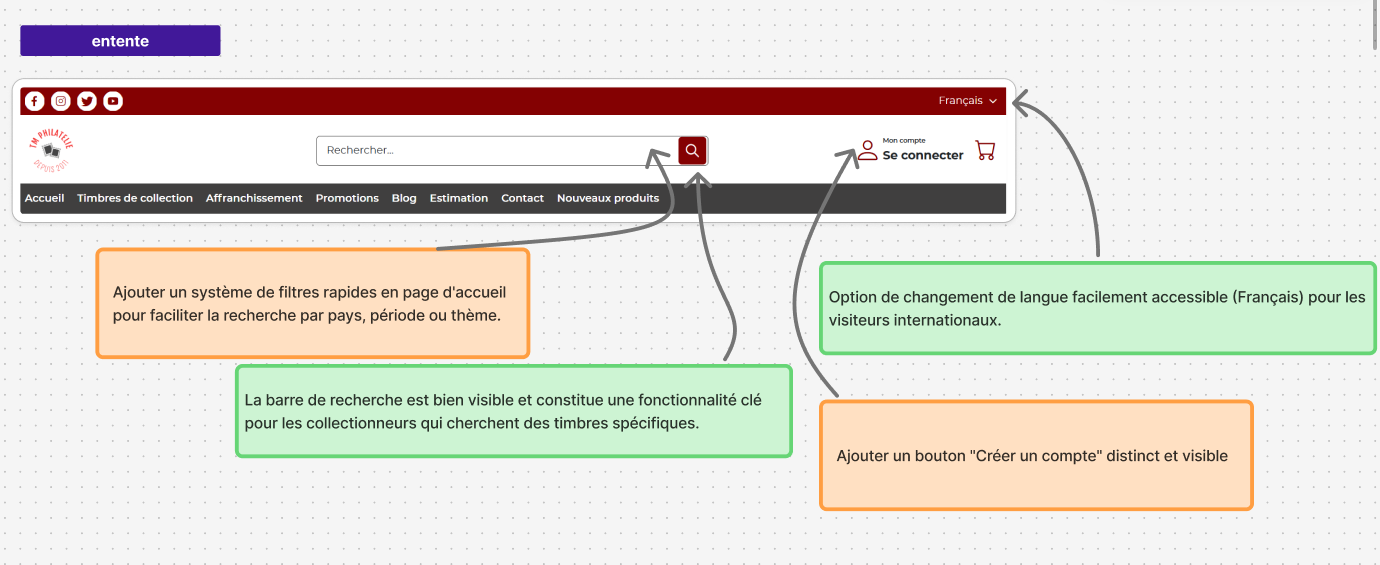 entente
Français
TM PHILATELIE
DEPUIS 2011
Rechercher...
Mon compte
Se connecter
Accueil Timbres de collection Affranchissement Promotions Blog Estimation Contact Nouveaux produits
Ajouter un système de filtres rapides en page d'accueil
pour faciliter la recherche par pays, période ou thème.
Option de changement de langue facilement accessible (Français) pour les
visiteurs internationaux.
La barre de recherche est bien visible et constitue une fonctionnalité clé
pour les collectionneurs qui cherchent des timbres spécifiques.
Ajouter un bouton "Créer un compte" distinct et visible